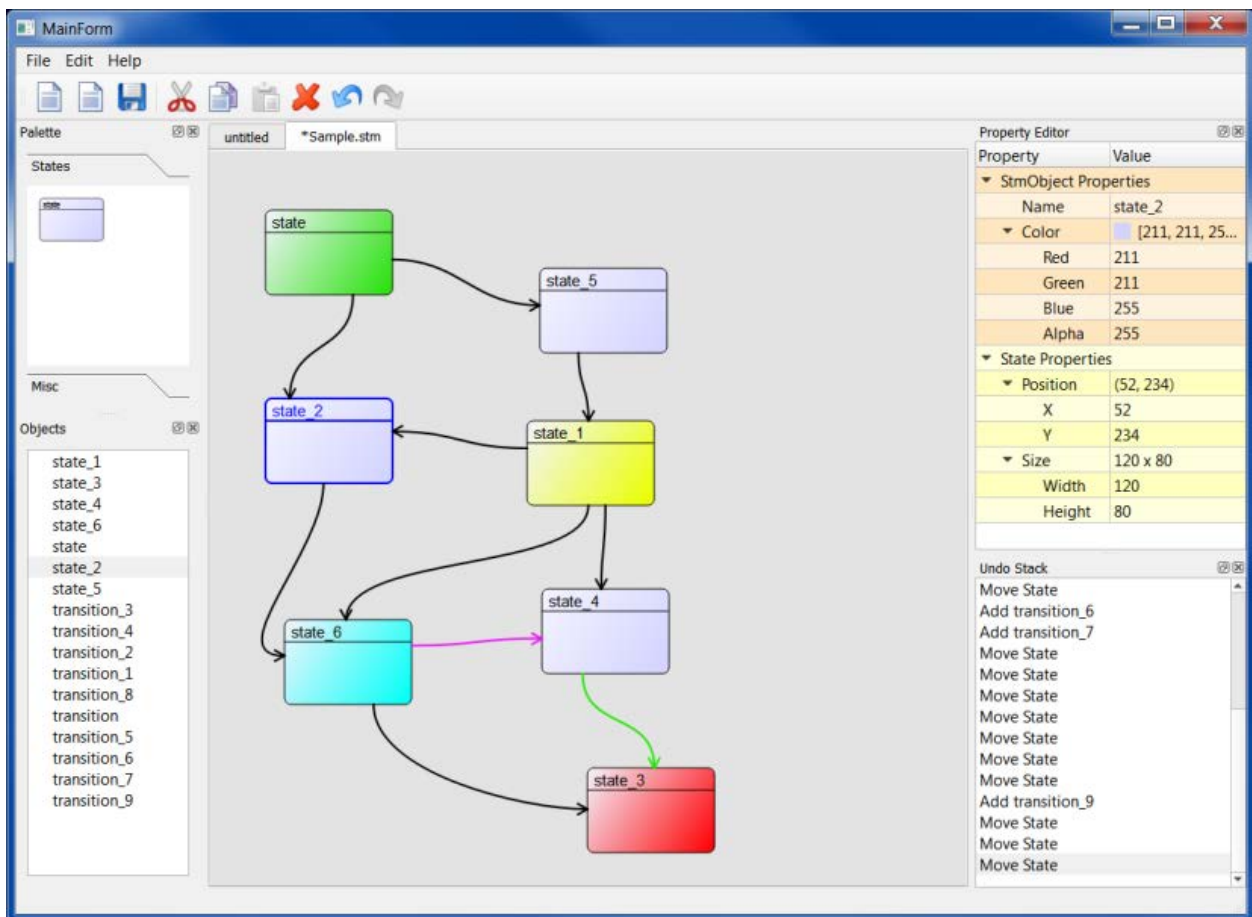 MainForm
File Edit Help
Palette
States
state
Misc
Objects
state_1
state_3
state_4
state_6
state
state_2
state_5
transition_3
transition_4
transition_2
transition_1
transition_8
transition
transition_5
transition_6
transition_7
transition_9
untitled
*Sample.stm
state
state_5
state_2
state_1
state_4
state_6
state_3
Property Editor
Property Value
StmObject Properties
Name state_2
Color [211, 211, 25...
Red 211
Green 211
Blue 255
Alpha 255
State Properties
Position (52, 234)
X 52
Y 234
Size 120 x 80
Width 120
Height 80
Undo Stack
Move State
Add transition_6
Add transition_7
Move State
Move State
Move State
Move State
Move State
Move State
Move State
Add transition_9
Move State
Move State
Move State